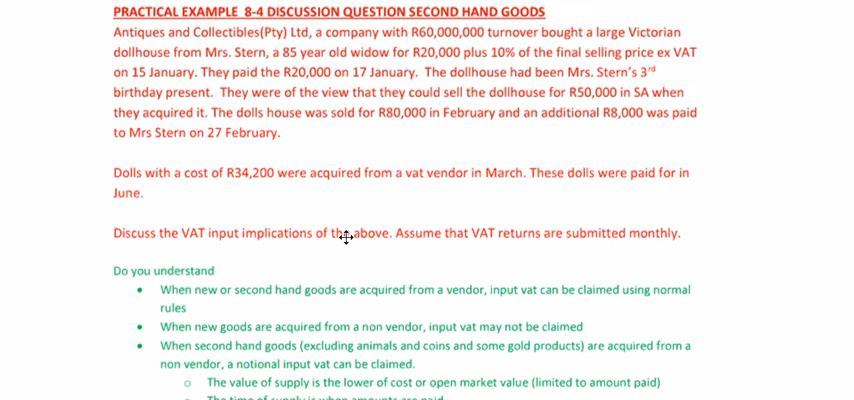 PRACTICAL EXAMPLE 8-4 DISCUSSION QUESTION SECOND HAND GOODS
Antiques and Collectibles(Pty) Ltd, a company with R60,000,000 turnover bought a large Victorian
dollhouse from Mrs. Stern, a 85 year old widow for R20,000 plus 10% of the final selling price ex VAT
on 15 January. They paid the R20,000 on 17 January. The dollhouse had been Mrs. Stern's 3rd
birthday present. They were of the view that they could sell the dollhouse for R50,000 in SA when
they acquired it. The dolls house was sold for R80,000 in February and an additional R8,000 was paid
to Mrs Stern on 27 February.
Dolls with a cost of R34,200 were acquired from a vat vendor in March. These dolls were paid for in
June.
Discuss the VAT input implications of the above. Assume that VAT returns are submitted monthly.
Do you understand
• When new or second hand goods are acquired from a vendor, input vat can be claimed using normal
rules
• When new goods are acquired from a non vendor, input vat may not be claimed
• When second hand goods (excluding animals and coins and some gold products) are acquired from a
non vendor, a notional input vat can be claimed.
o The value of supply is the lower of cost or open market value (limited to amount paid)
o The time of supply is when amounts are paid